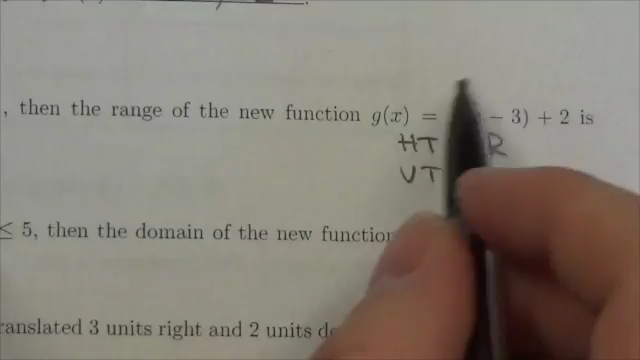 , then the range of the new function g(x) = − 3) + 2 is
HT R
VT
≤ 5, then the domain of the new function
ranslated 3 units right and 2 units d